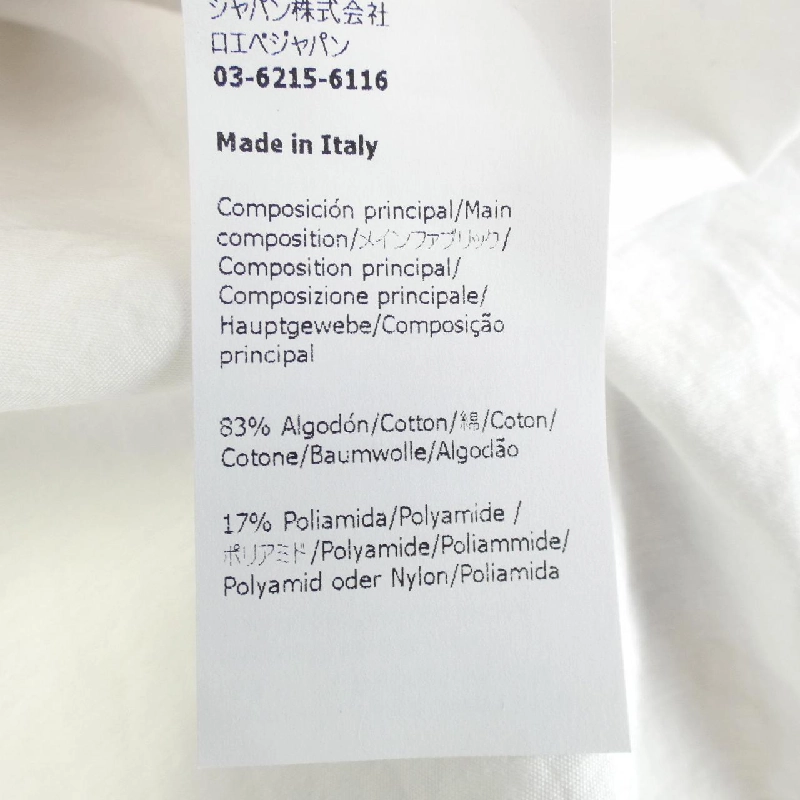 ジャパン株式会社
ロエベジャパン
03-6215-6116
Made in Italy
Composición principal/Main
composition/メインファブリック/
Composition principal/
Composizione principale/
Hauptgewebe/Composição
principal
83% Algodón/Cotton/綿/Coton/
Cotone/Baumwolle/Algodão
17% Poliamida/Polyamide /
ポリアミド/Polyamide/Poliammide/
Polyamid oder Nylon/Poliamida